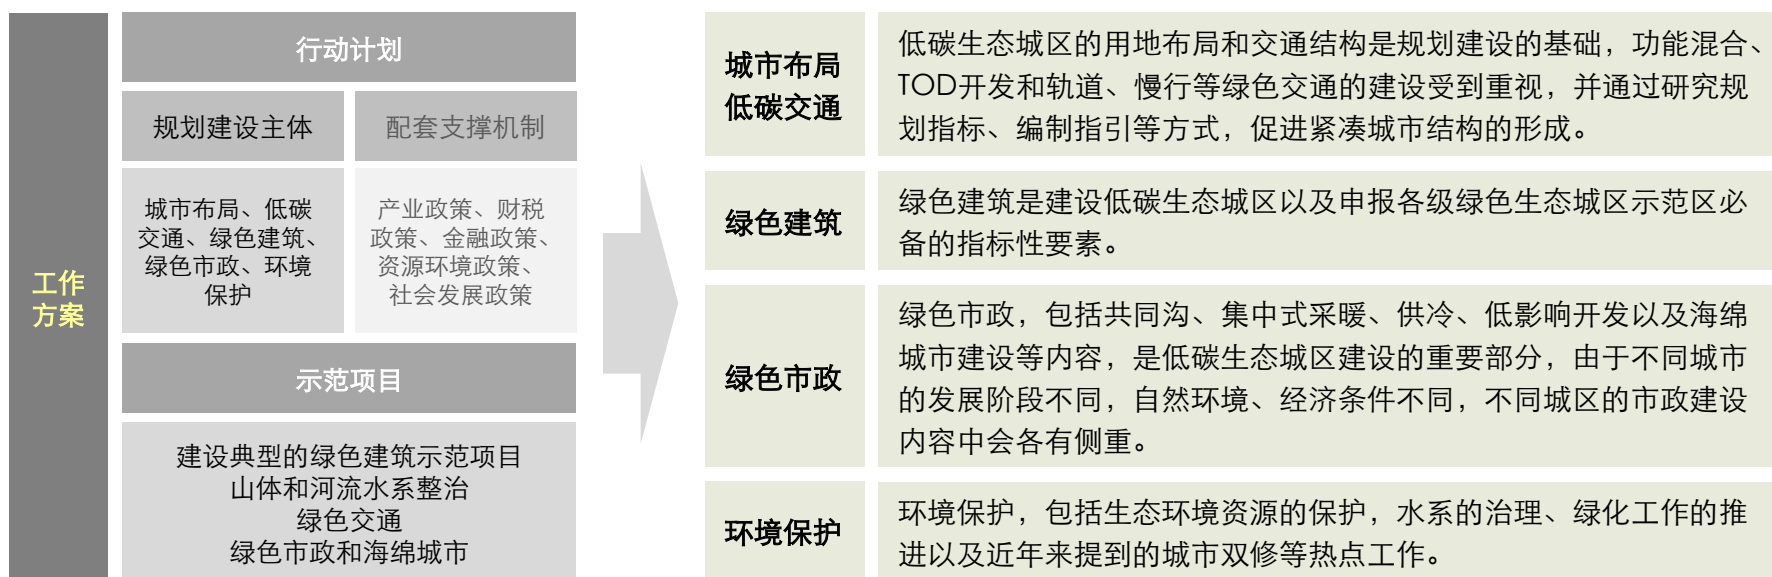 工作
方案
行动计划
规划建设主体
配套支撑机制
城市布局、低碳
交通、绿色建筑、
绿色市政、环境
保护
产业政策、财税
政策、金融政策、
资源环境政策、
社会发展政策
示范项目
建设典型的绿色建筑示范项目
山体和河流水系整治
绿色交通
绿色市政和海绵城市
城市布局
低碳交通
低碳生态城区的用地布局和交通结构是规划建设的基础，功能混合、
TOD开发和轨道、慢行等绿色交通的建设受到重视，并通过研究规
划指标、编制指引等方式，促进紧凑城市结构的形成。
绿色建筑
绿色建筑是建设低碳生态城区以及申报各级绿色生态城区示范区必
备的指标性要素。
绿色市政
绿色市政，包括共同沟、集中式采暖、供冷、低影响开发以及海绵
城市建设等内容，是低碳生态城区建设的重要部分，由于不同城市
的发展阶段不同，自然环境、经济条件不同，不同城区的市政建设
内容中会各有侧重。
环境保护
环境保护，包括生态环境资源的保护，水系的治理、绿化工作的推
进以及近年来提到的城市双修等热点工作。